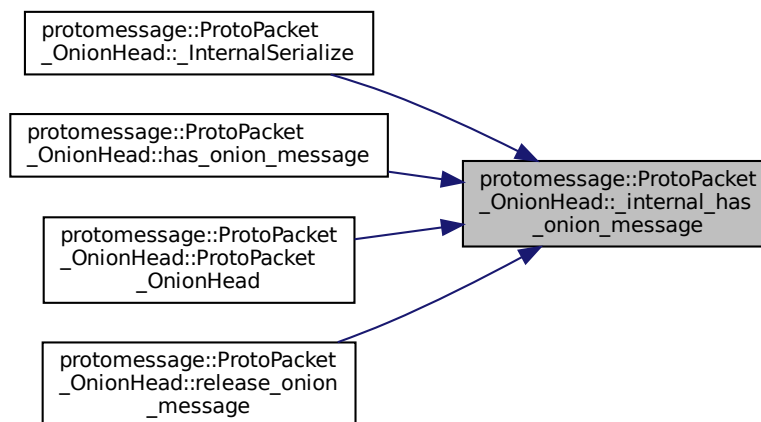 protomessage::ProtoPacket
_OnionHead::_InternalSerialize
protomessage::ProtoPacket
_OnionHead::has_onion_message
protomessage::ProtoPacket
_OnionHead::_internal_has
_onion_message
protomessage::ProtoPacket
_OnionHead::ProtoPacket
_OnionHead
protomessage::ProtoPacket
_OnionHead::release_onion
_message